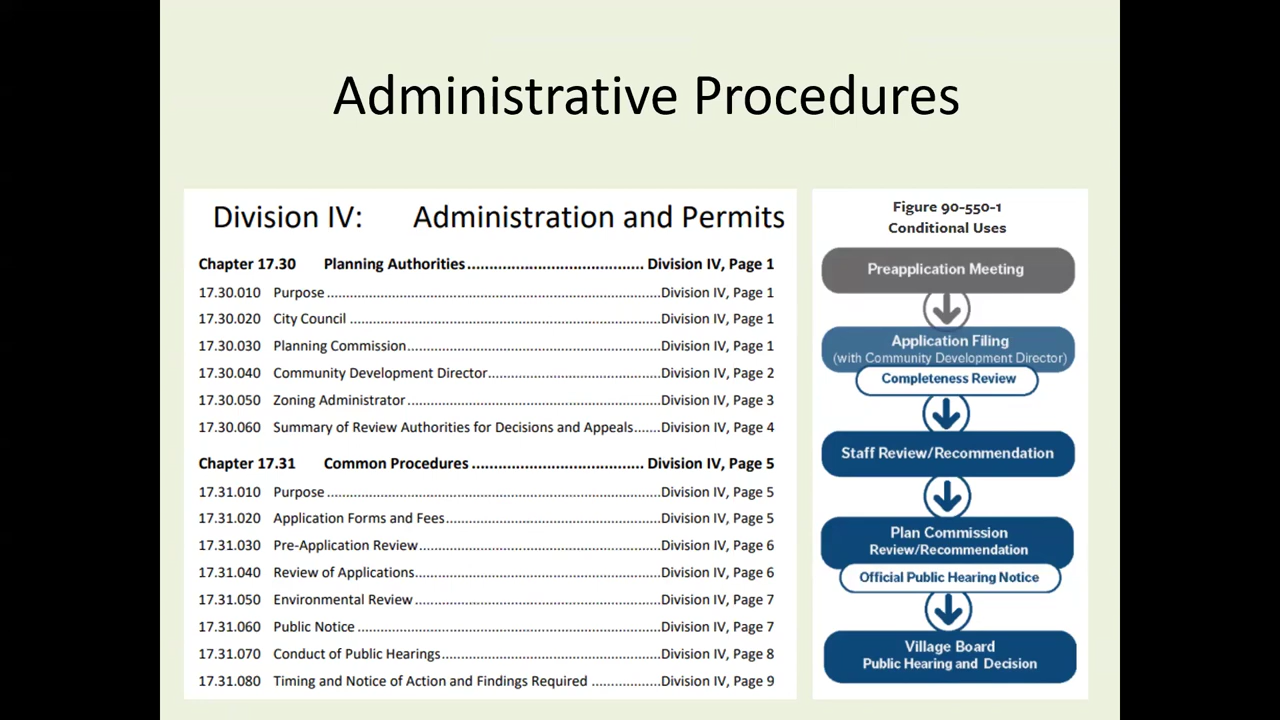 Administrative Procedures
Division IV: Administration and Permits
Chapter 17.30 Planning Authorities........................................ Division IV, Page 1
17.30.010 Purpose..................................................................Division IV, Page 1
17.30.020 City Council..............................................................Division IV, Page 1
17.30.030 Planning Commission..................................................Division IV, Page 1
17.30.040 Community Development Director..................................Division IV, Page 2
17.30.050 Zoning Administrator..................................................Division IV, Page 3
17.30.060 Summary of Review Authorities for Decisions and Appeals......Division IV, Page 4
Chapter 17.31 Common Procedures........................................ Division IV, Page 5
17.31.010 Purpose..................................................................Division IV, Page 5
17.31.020 Application Forms and Fees..........................................Division IV, Page 5
17.31.030 Pre-Application Review................................................Division IV, Page 6
17.31.040 Review of Applications.................................................Division IV, Page 6
17.31.050 Environmental Review.................................................Division IV, Page 7
17.31.060 Public Notice............................................................Division IV, Page 7
17.31.070 Conduct of Public Hearings...........................................Division IV, Page 8
17.31.080 Timing and Notice of Action and Findings Required ................Division IV, Page 9
Figure 90-550-1
Conditional Uses
Preapplication Meeting
Application Filing
(with Community Development Director)
Completeness Review
Staff Review/Recommendation
Plan Commission
Review/Recommendation
Official Public Hearing Notice
Village Board
Public Hearing and Decision